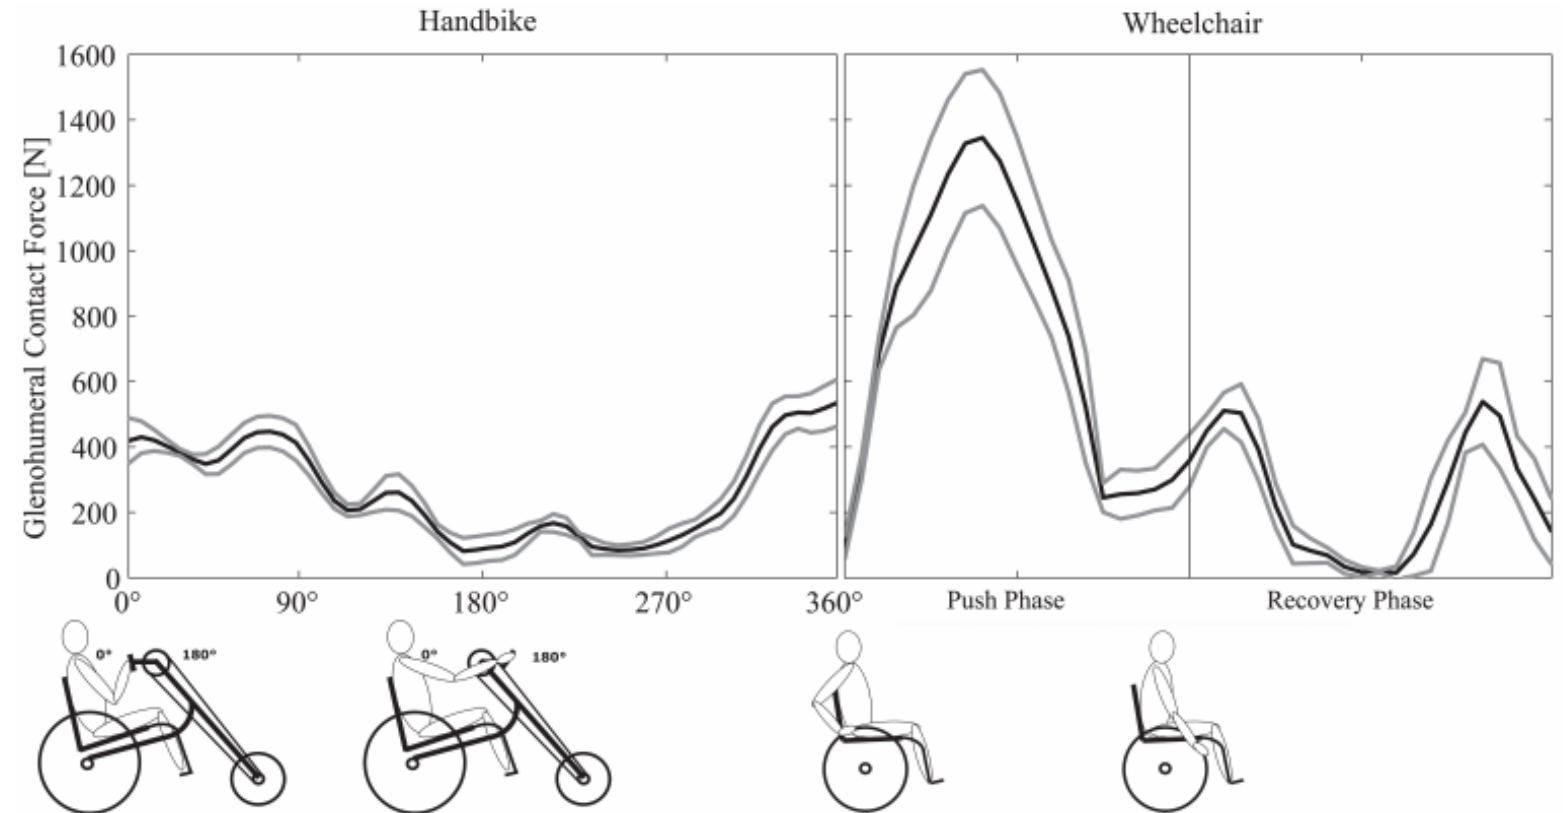 Handbike
Wheelchair
Glenohumeral Contact Force [N]
1600
1400
1200
1000
800
600
400
200
0
0° 90° 180° 270° 360°
Push Phase Recovery Phase
0° 180°
0° 180°